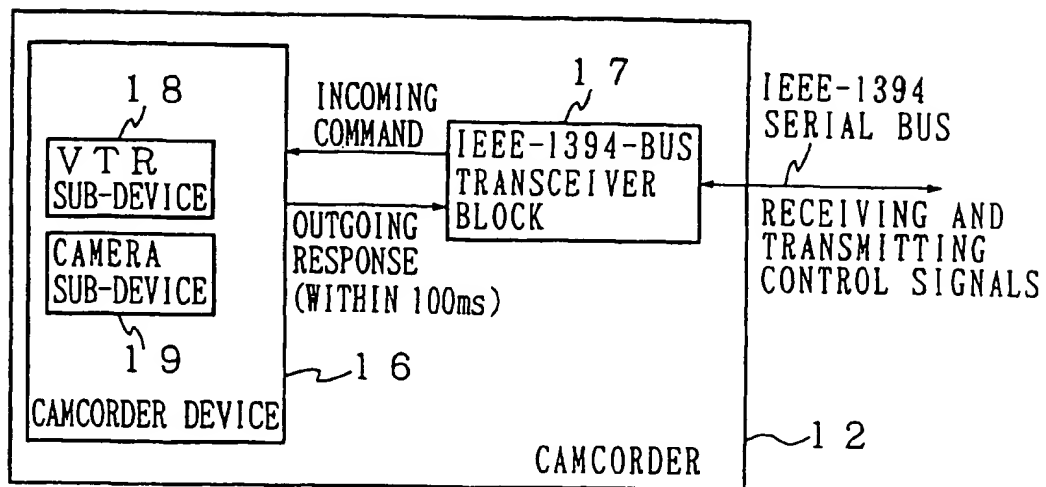 18
VTR
SUB-DEVICE
CAMERA
SUB-DEVICE
19
CAMCORDER DEVICE
16
INCOMING
COMMAND
OUTGOING
RESPONSE
(WITHIN 100ms)
17
IEEE-1394-BUS
TRANSCEIVER
BLOCK
IEEE-1394
SERIAL BUS
RECEIVING AND
TRANSMITTING
CONTROL SIGNALS
12
CAMCORDER